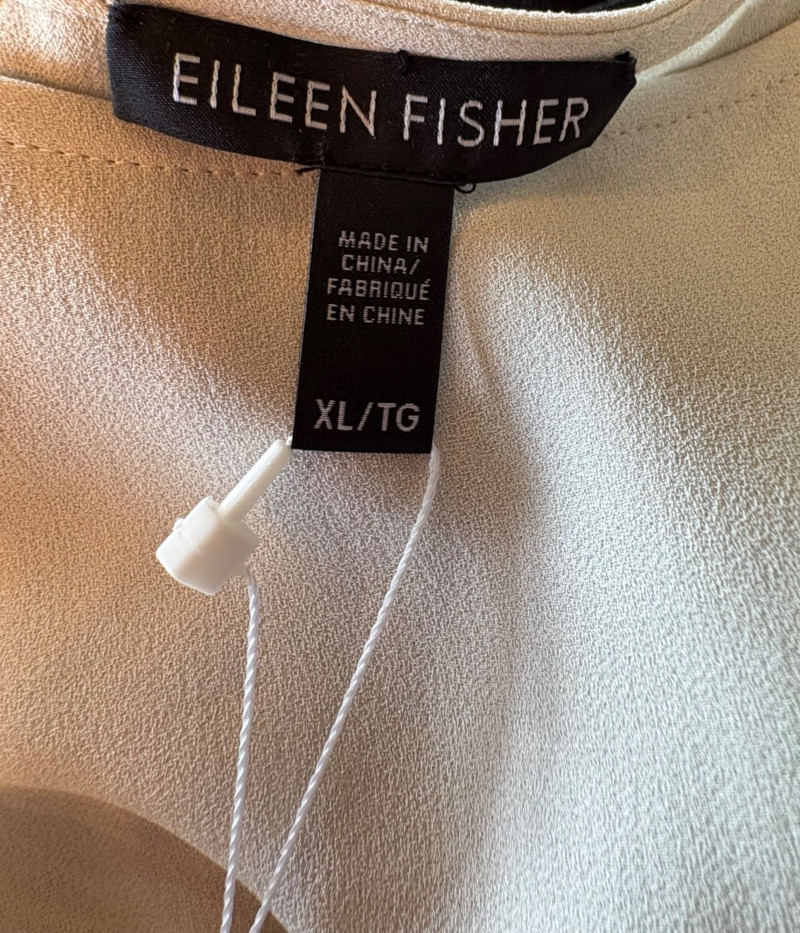 EILEEN FISHER
MADE IN
CHINA/
FABRIQUÉ
EN CHINE
XL/TG